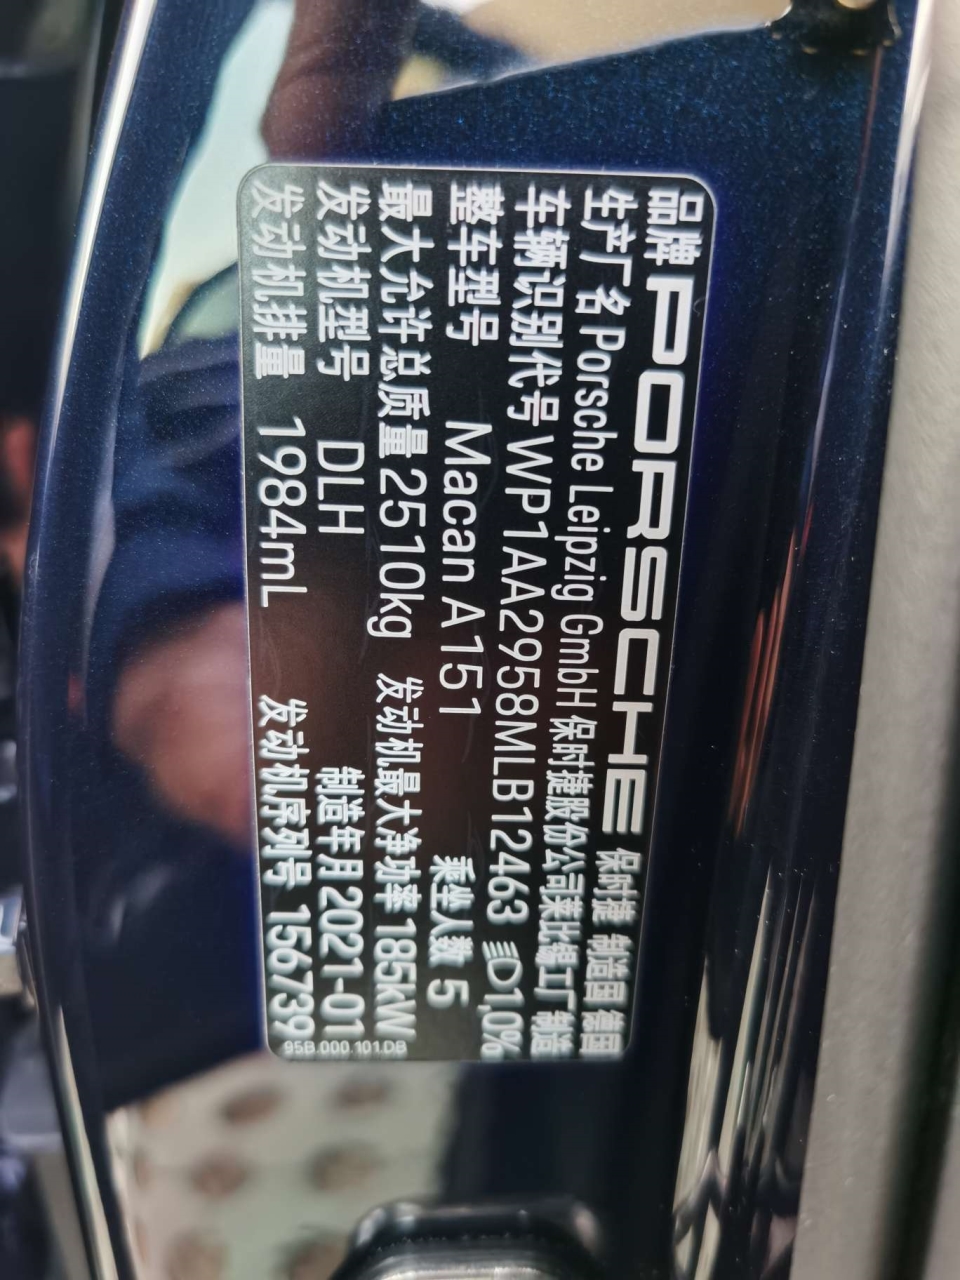 品牌 PORSCHE 保时捷 制造国 德国
生产厂名 Porsche Leipzig GmbH 保时捷股份公司莱比锡工厂 制造
车辆识别代号 WP1AA2958MLB12463 1,0%
整车型号 Macan A151 乘坐人数 5
最大允许总质量 2510kg 发动机最大净功率 185kW
发动机型号 DLH 制造年月 2021-01
发动机排量 1984mL 发动机序列号 156739
95B.000.101.DB